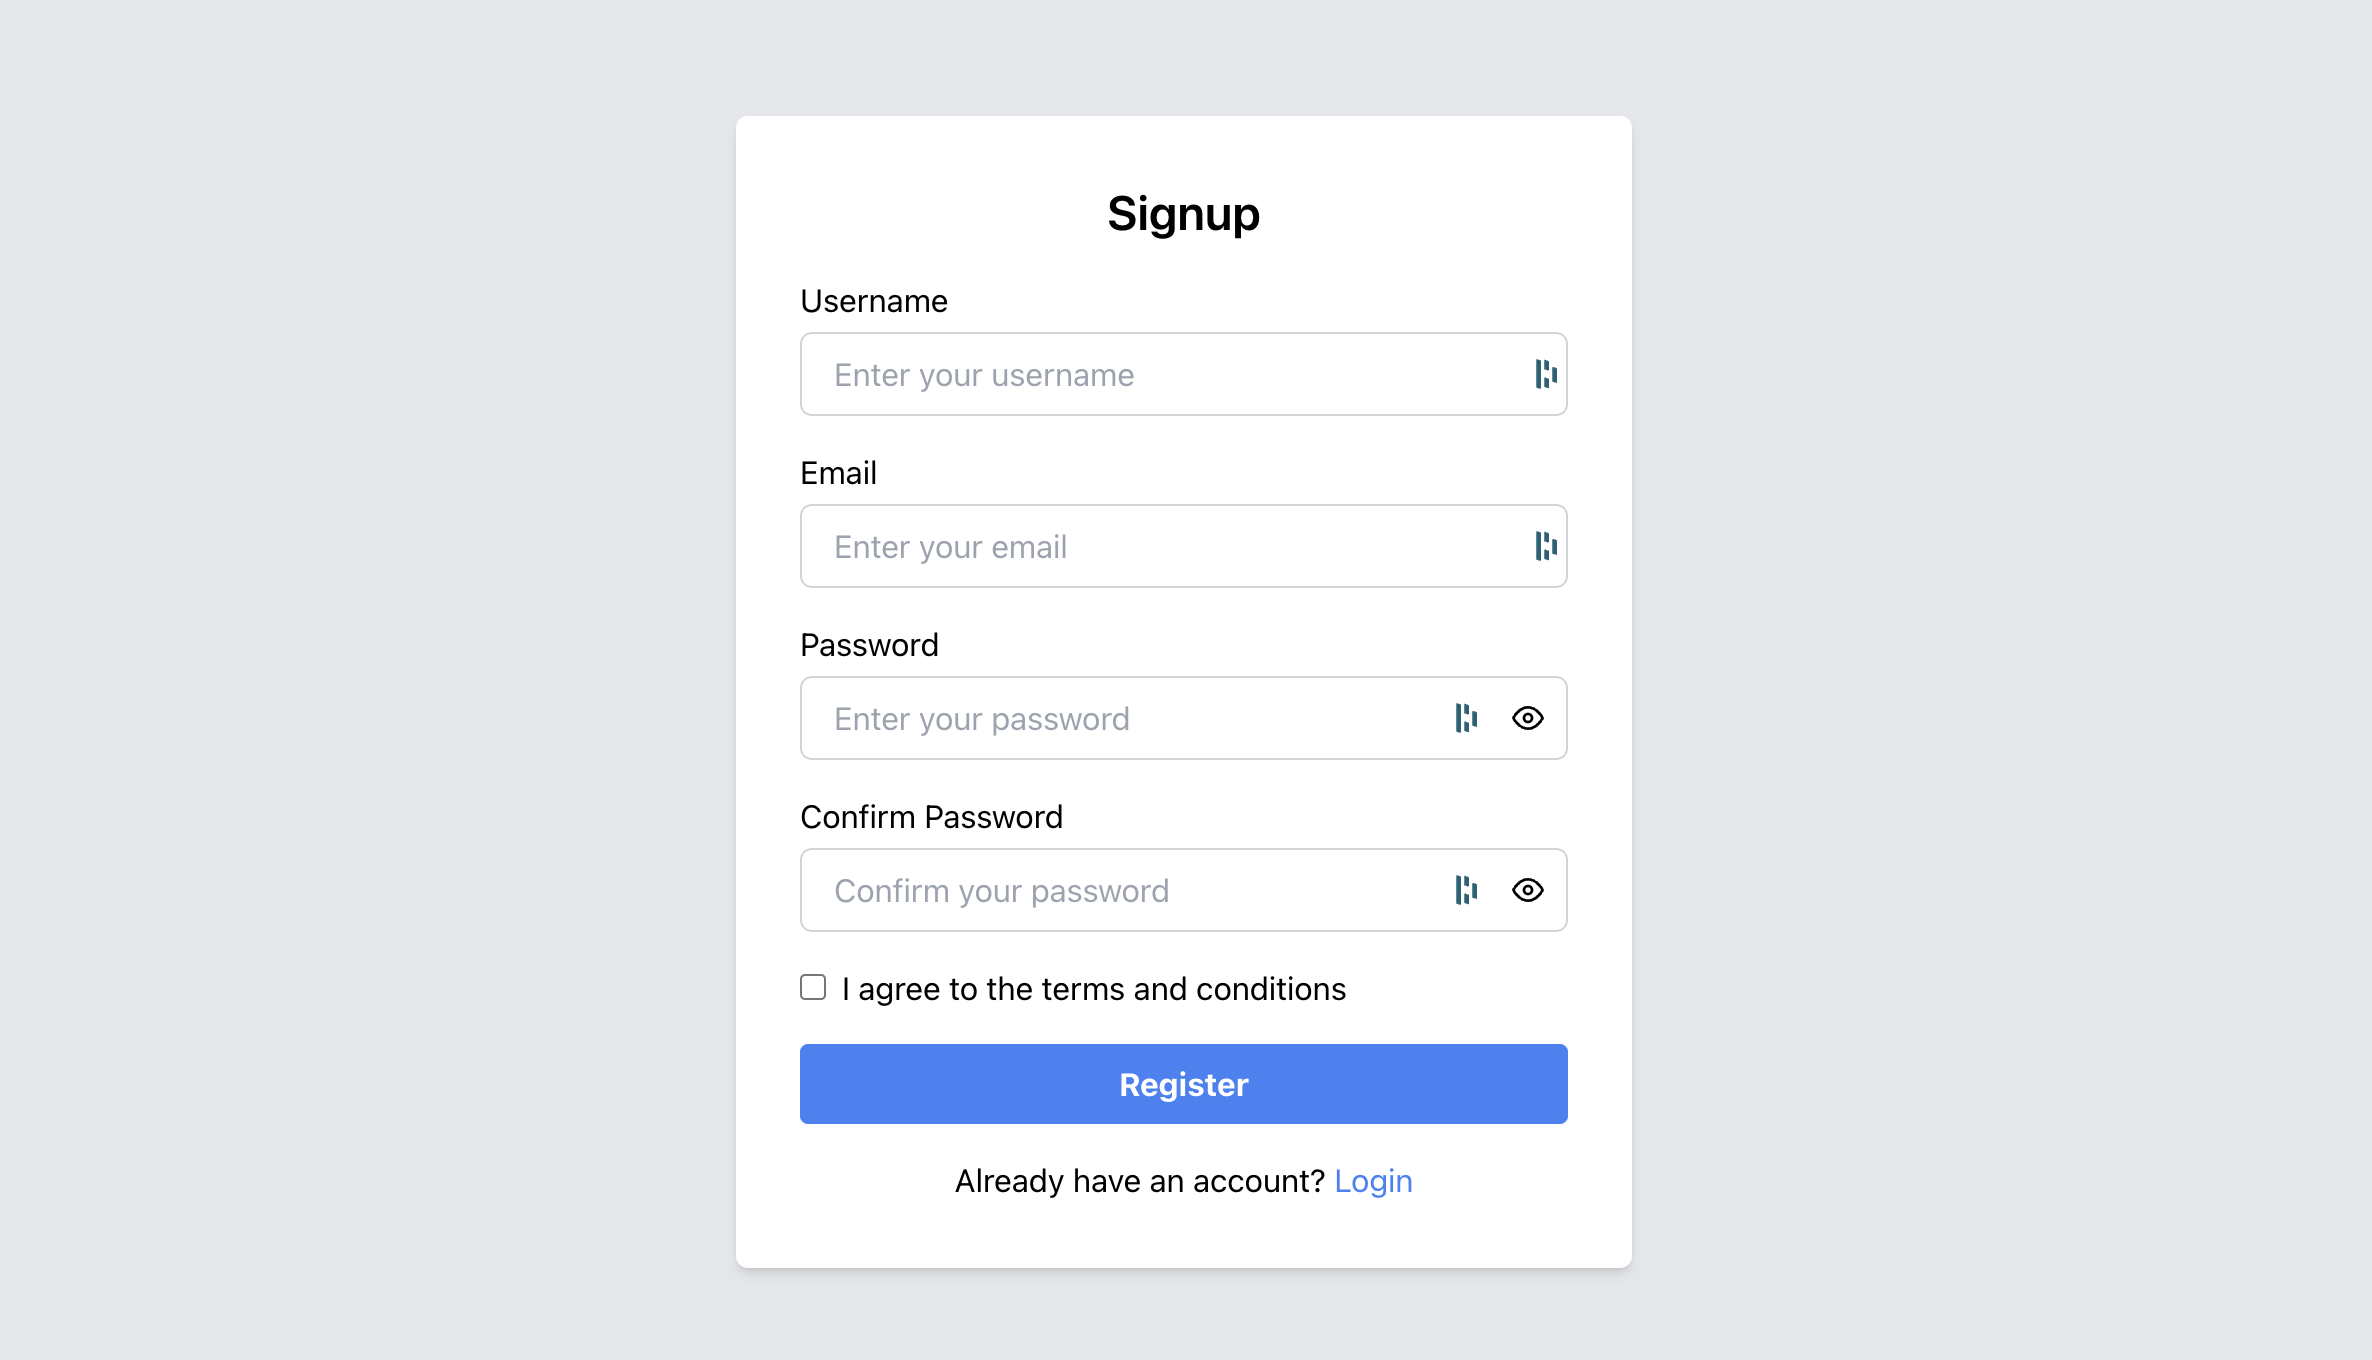 Signup
Username
Enter your username
Email
Enter your email
Password
Enter your password
Confirm Password
Confirm your password
I agree to the terms and conditions
Register
Already have an account? Login